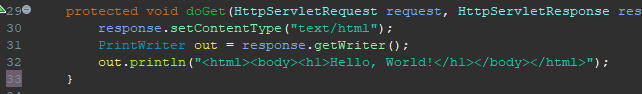 29 protected void doGet(HttpServletRequest request, HttpServletResponse res
30 response.setContentType("text/html");
31 PrintWriter out = response.getWriter();
32 out.println("<html><body><h1>Hello, World!</h1></body></html>");
33 }